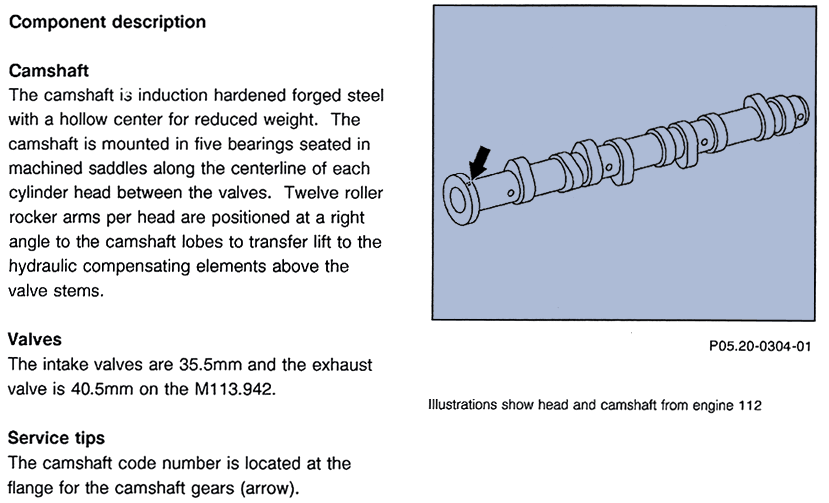 Component description
Camshaft
The camshaft is induction hardened forged steel
with a hollow center for reduced weight. The
camshaft is mounted in five bearings seated in
machined saddles along the centerline of each
cylinder head between the valves. Twelve roller
rocker arms per head are positioned at a right
angle to the camshaft lobes to transfer lift to the
hydraulic compensating elements above the
valve stems.
Valves
The intake valves are 35.5mm and the exhaust
valve is 40.5mm on the M113.942.
Service tips
The camshaft code number is located at the
flange for the camshaft gears (arrow).
P05.20-0304-01
Illustrations show head and camshaft from engine 112